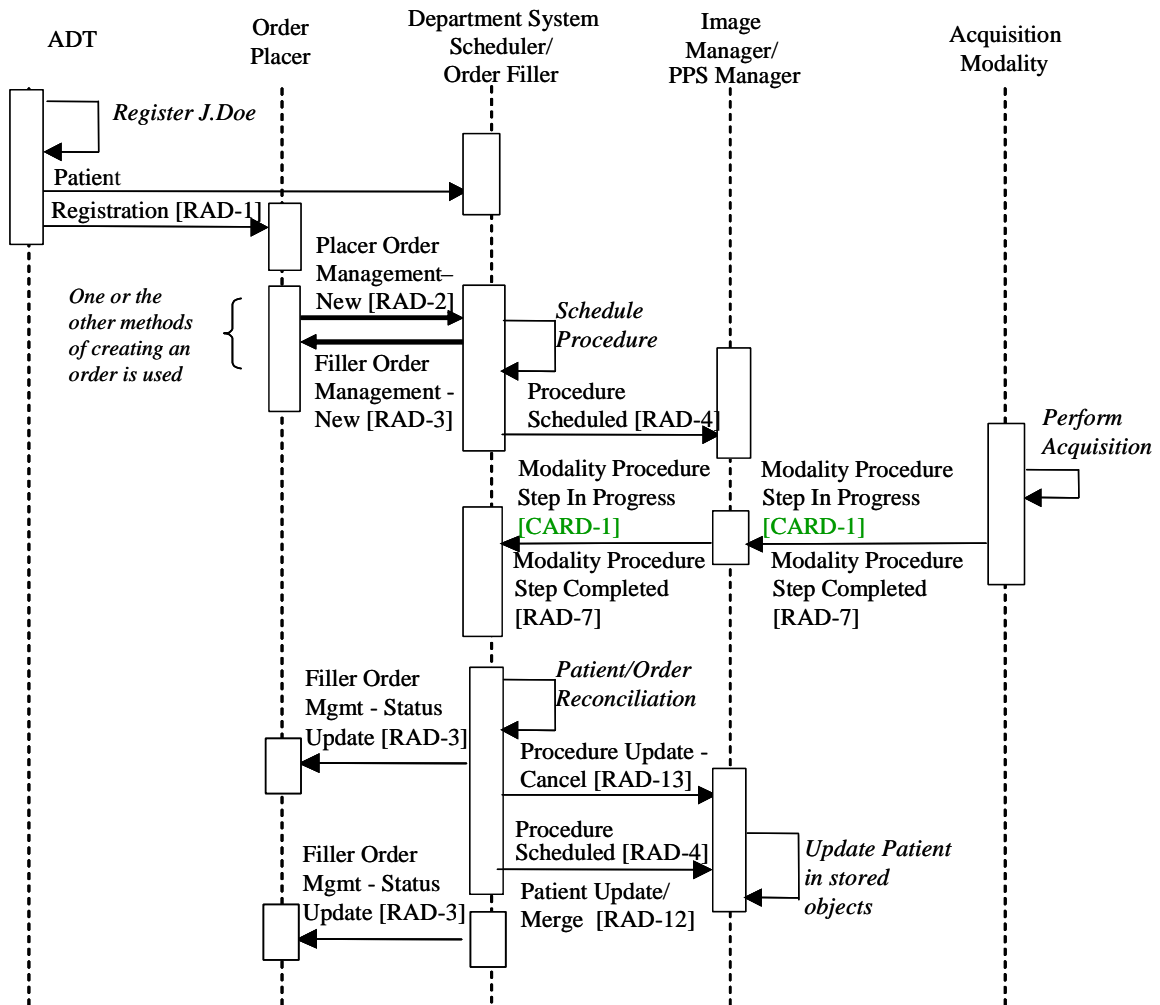 ADT
Order
Placer
Department System
Scheduler/
Order Filler
Image
Manager/
PPS Manager
Acquisition
Modality
Register J.Doe
Patient
Registration [RAD-1]
Placer Order
Management–
New [RAD-2]
One or the
other methods
of creating an
order is used
Schedule
Procedure
Filler Order
Management -
New [RAD-3]
Procedure
Scheduled [RAD-4]
Perform
Acquisition
Modality Procedure
Step In Progress
[CARD-1]
Modality Procedure
Step In Progress
[CARD-1]
Modality Procedure
Step Completed
[RAD-7]
Modality Procedure
Step Completed
[RAD-7]
Patient/Order
Reconciliation
Filler Order
Mgmt - Status
Update [RAD-3]
Procedure Update -
Cancel [RAD-13]
Procedure
Scheduled [RAD-4]
Update Patient
in stored
objects
Filler Order
Mgmt - Status
Update [RAD-3]
Patient Update/
Merge [RAD-12]